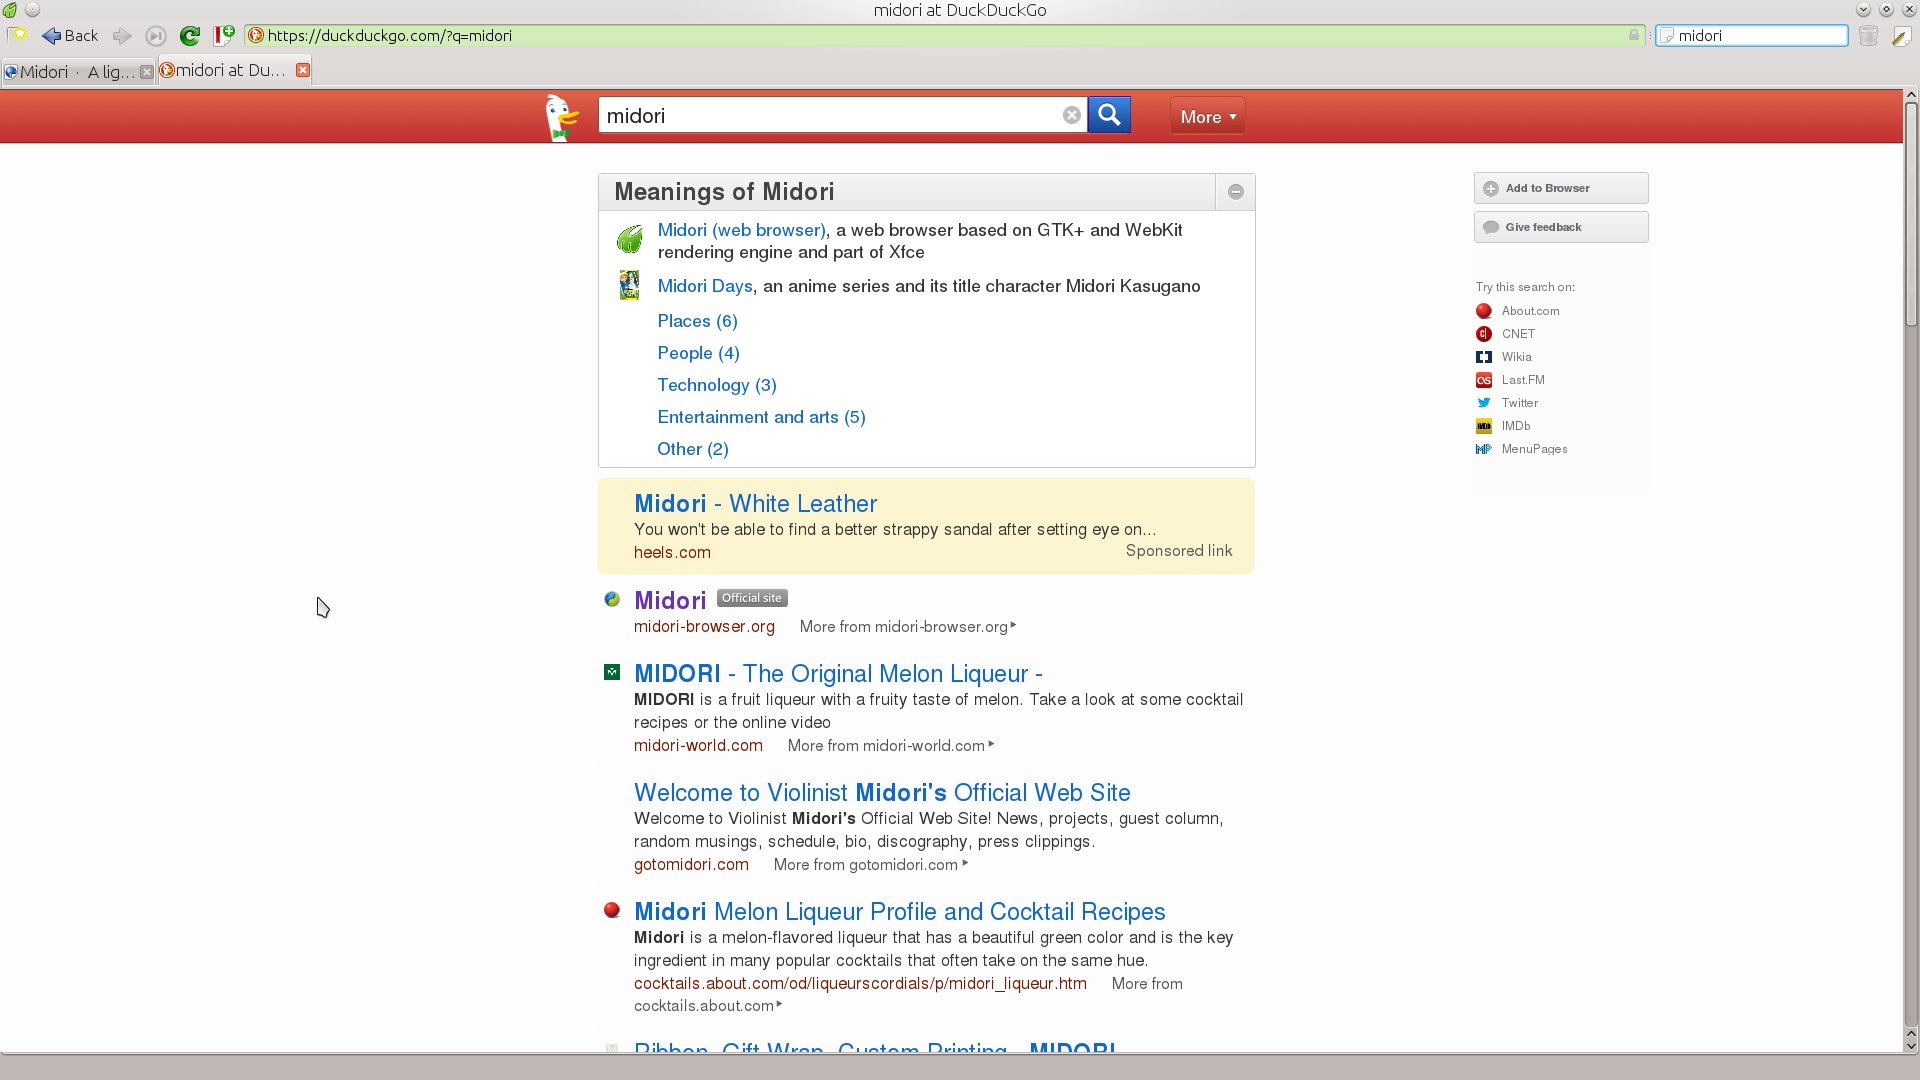 midori at DuckDuckGo
Back
https://duckduckgo.com/?q=midori
midori
Midori · A lig...
midori at Du...
midori
More
Meanings of Midori
Midori (web browser), a web browser based on GTK+ and WebKit
rendering engine and part of Xfce
Midori Days, an anime series and its title character Midori Kasugano
Places (6)
People (4)
Technology (3)
Entertainment and arts (5)
Other (2)
Midori - White Leather
You won't be able to find a better strappy sandal after setting eye on...
heels.com
Sponsored link
Midori Official site
midori-browser.org More from midori-browser.org
MIDORI - The Original Melon Liqueur -
MIDORI is a fruit liqueur with a fruity taste of melon. Take a look at some cocktail
recipes or the online video
midori-world.com More from midori-world.com
Welcome to Violinist Midori's Official Web Site
Welcome to Violinist Midori's Official Web Site! News, projects, guest column,
random musings, schedule, bio, discography, press clippings.
gotomidori.com More from gotomidori.com
Midori Melon Liqueur Profile and Cocktail Recipes
Midori is a melon-flavored liqueur that has a beautiful green color and is the key
ingredient in many popular cocktails that often take on the same hue.
cocktails.about.com/od/liqueurscordials/p/midori_liqueur.htm More from
cocktails.about.com
Ribbon, Gift Wrap, Custom Printing - MIDORI
Add to Browser
Give feedback
Try this search on:
About.com
CNET
Wikia
Last.FM
Twitter
IMDb
MenuPages